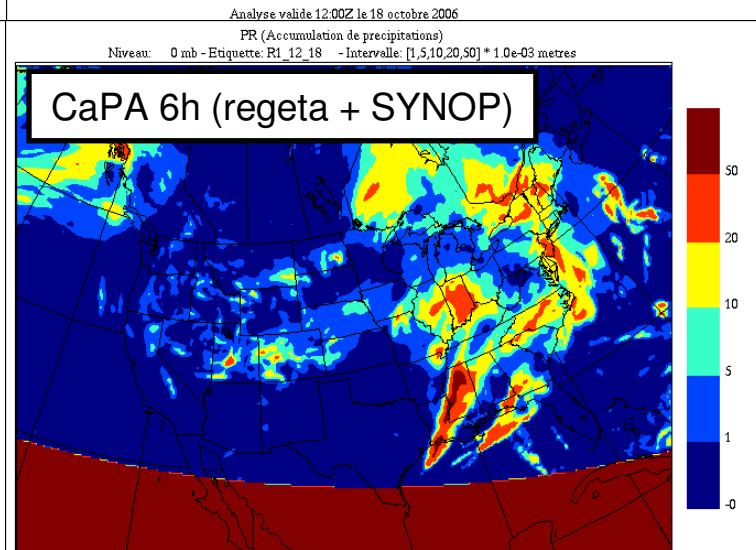 Analyse valide 12:00Z le 18 octobre 2006
PR (Accumulation de precipitations)
Niveau: 0 mb - Etiquette: R1_12_18 - Intervalle: [1,5,10,20,50] * 1.0e-03 metres
CaPA 6h (regeta + SYNOP)
50
20
10
5
1
-0